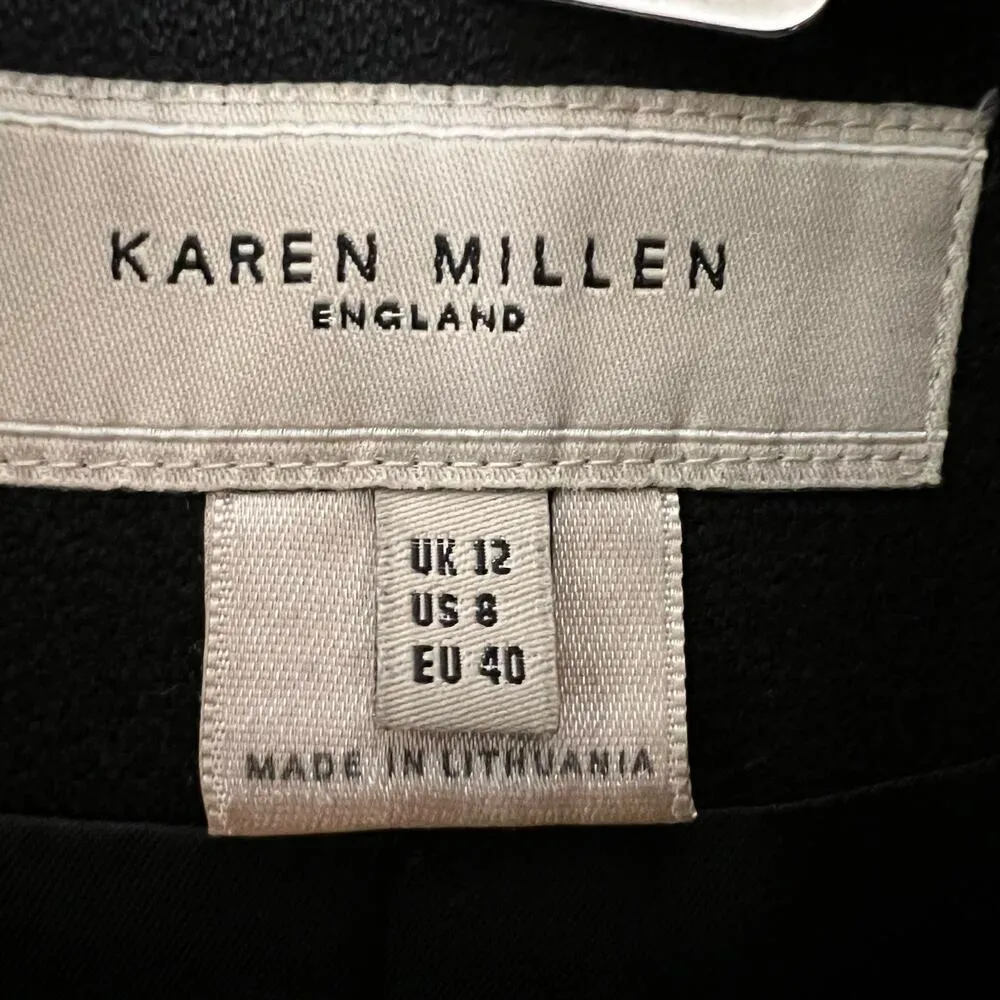 KAREN MILLEN
ENGLAND
UK 12
US 8
EU 40
MADE IN LITHUANIA